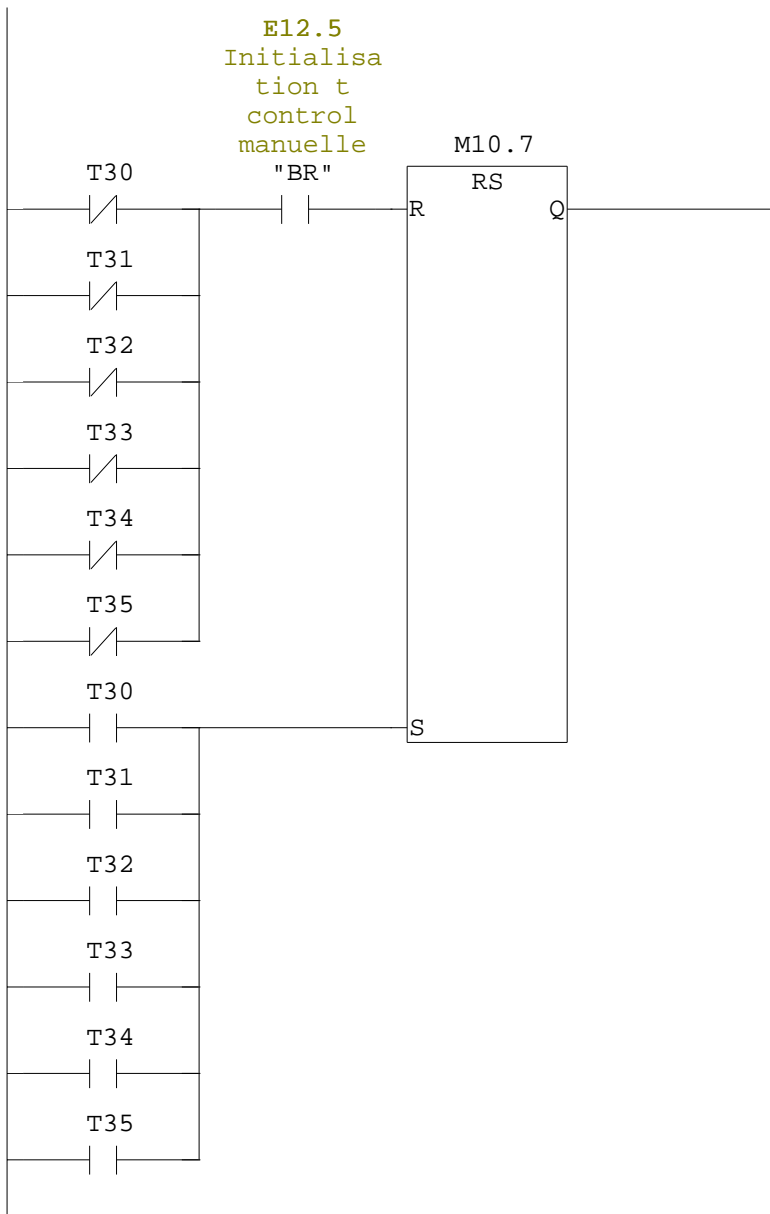 E12.5
Initialisa
tion t
control
manuelle
M10.7
T30
"BR"
RS
R
Q
T31
T32
T33
T34
T35
T30
S
T31
T32
T33
T34
T35